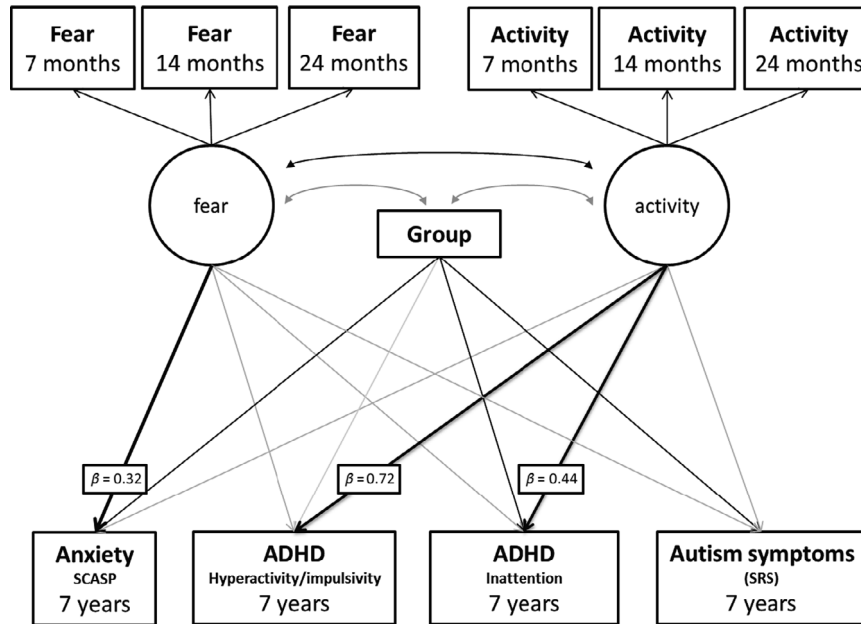 Fear
7 months
Fear
14 months
Fear
24 months
Activity
7 months
Activity
14 months
Activity
24 months
fear
activity
Group
β = 0.32
β = 0.72
β = 0.44
Anxiety
SCASP
7 years
ADHD
Hyperactivity/impulsivity
7 years
ADHD
Inattention
7 years
Autism symptoms
(SRS)
7 years